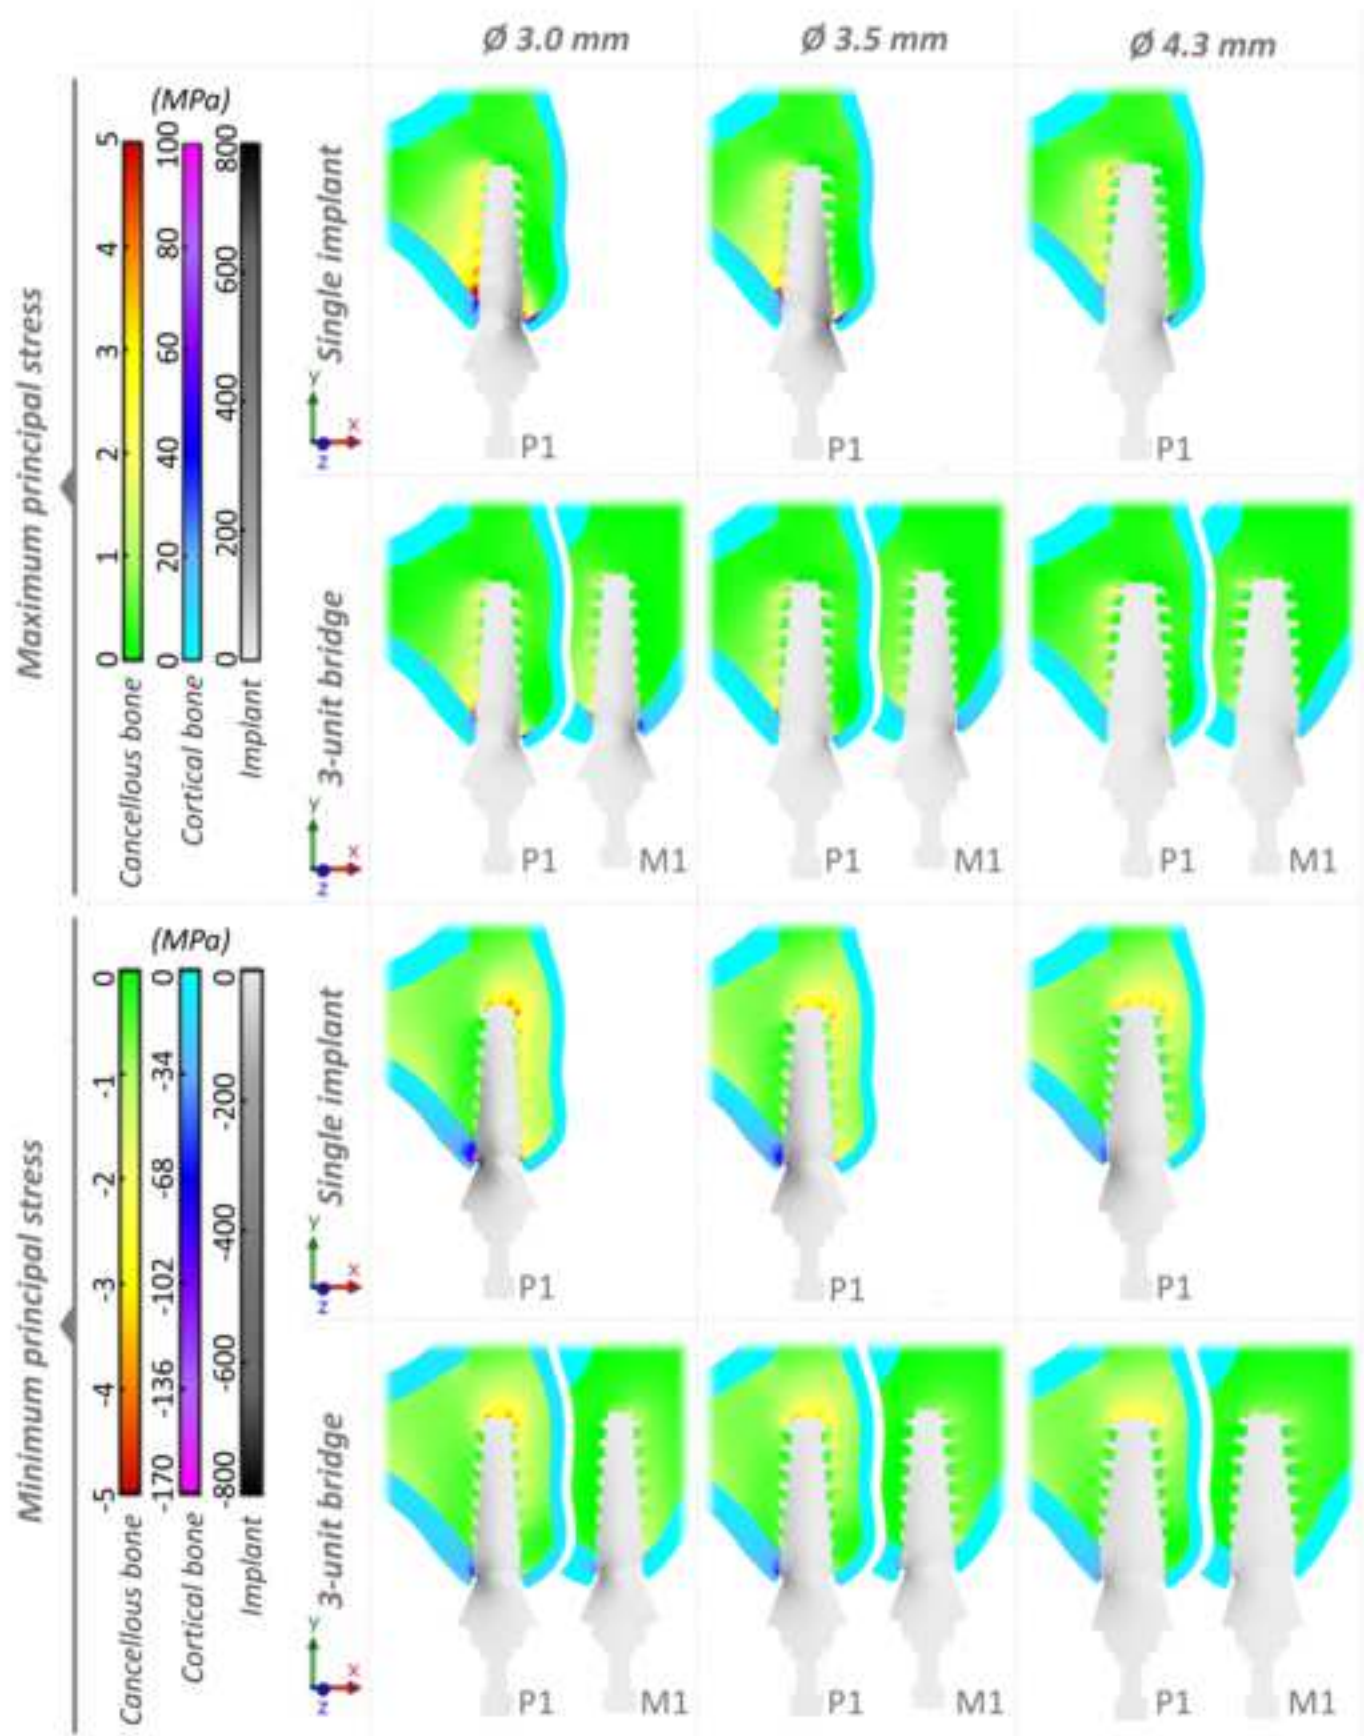 Ø 3.0 mm
Ø 3.5 mm
Ø 4.3 mm
Maximum principal stress
(MPa)
0 1 2 3 4 5
Cancellous bone
0 20 40 60 80 100
Cortical bone
0 200 400 600 800
Implant
Single implant
Y
X
Z
P1
P1
P1
3-unit bridge
Y
X
Z
P1
M1
P1
M1
P1
M1
Minimum principal stress
(MPa)
-5 -4 -3 -2 -1 0
Cancellous bone
-170 -136 -102 -68 -34 0
Cortical bone
-800 -600 -400 -200 0
Implant
Single implant
Y
X
Z
P1
P1
P1
3-unit bridge
Y
X
Z
P1
M1
P1
M1
P1
M1